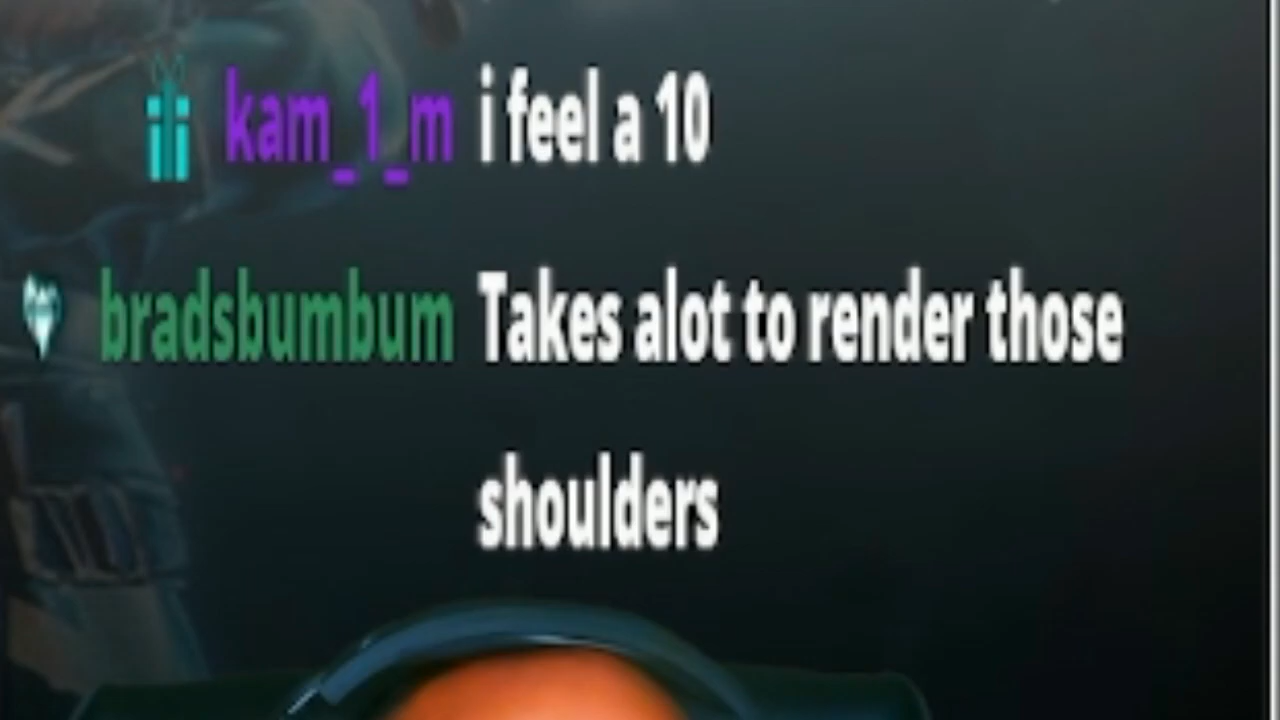 kam_1_m i feel a 10
bradsbumbum Takes alot to render those
shoulders